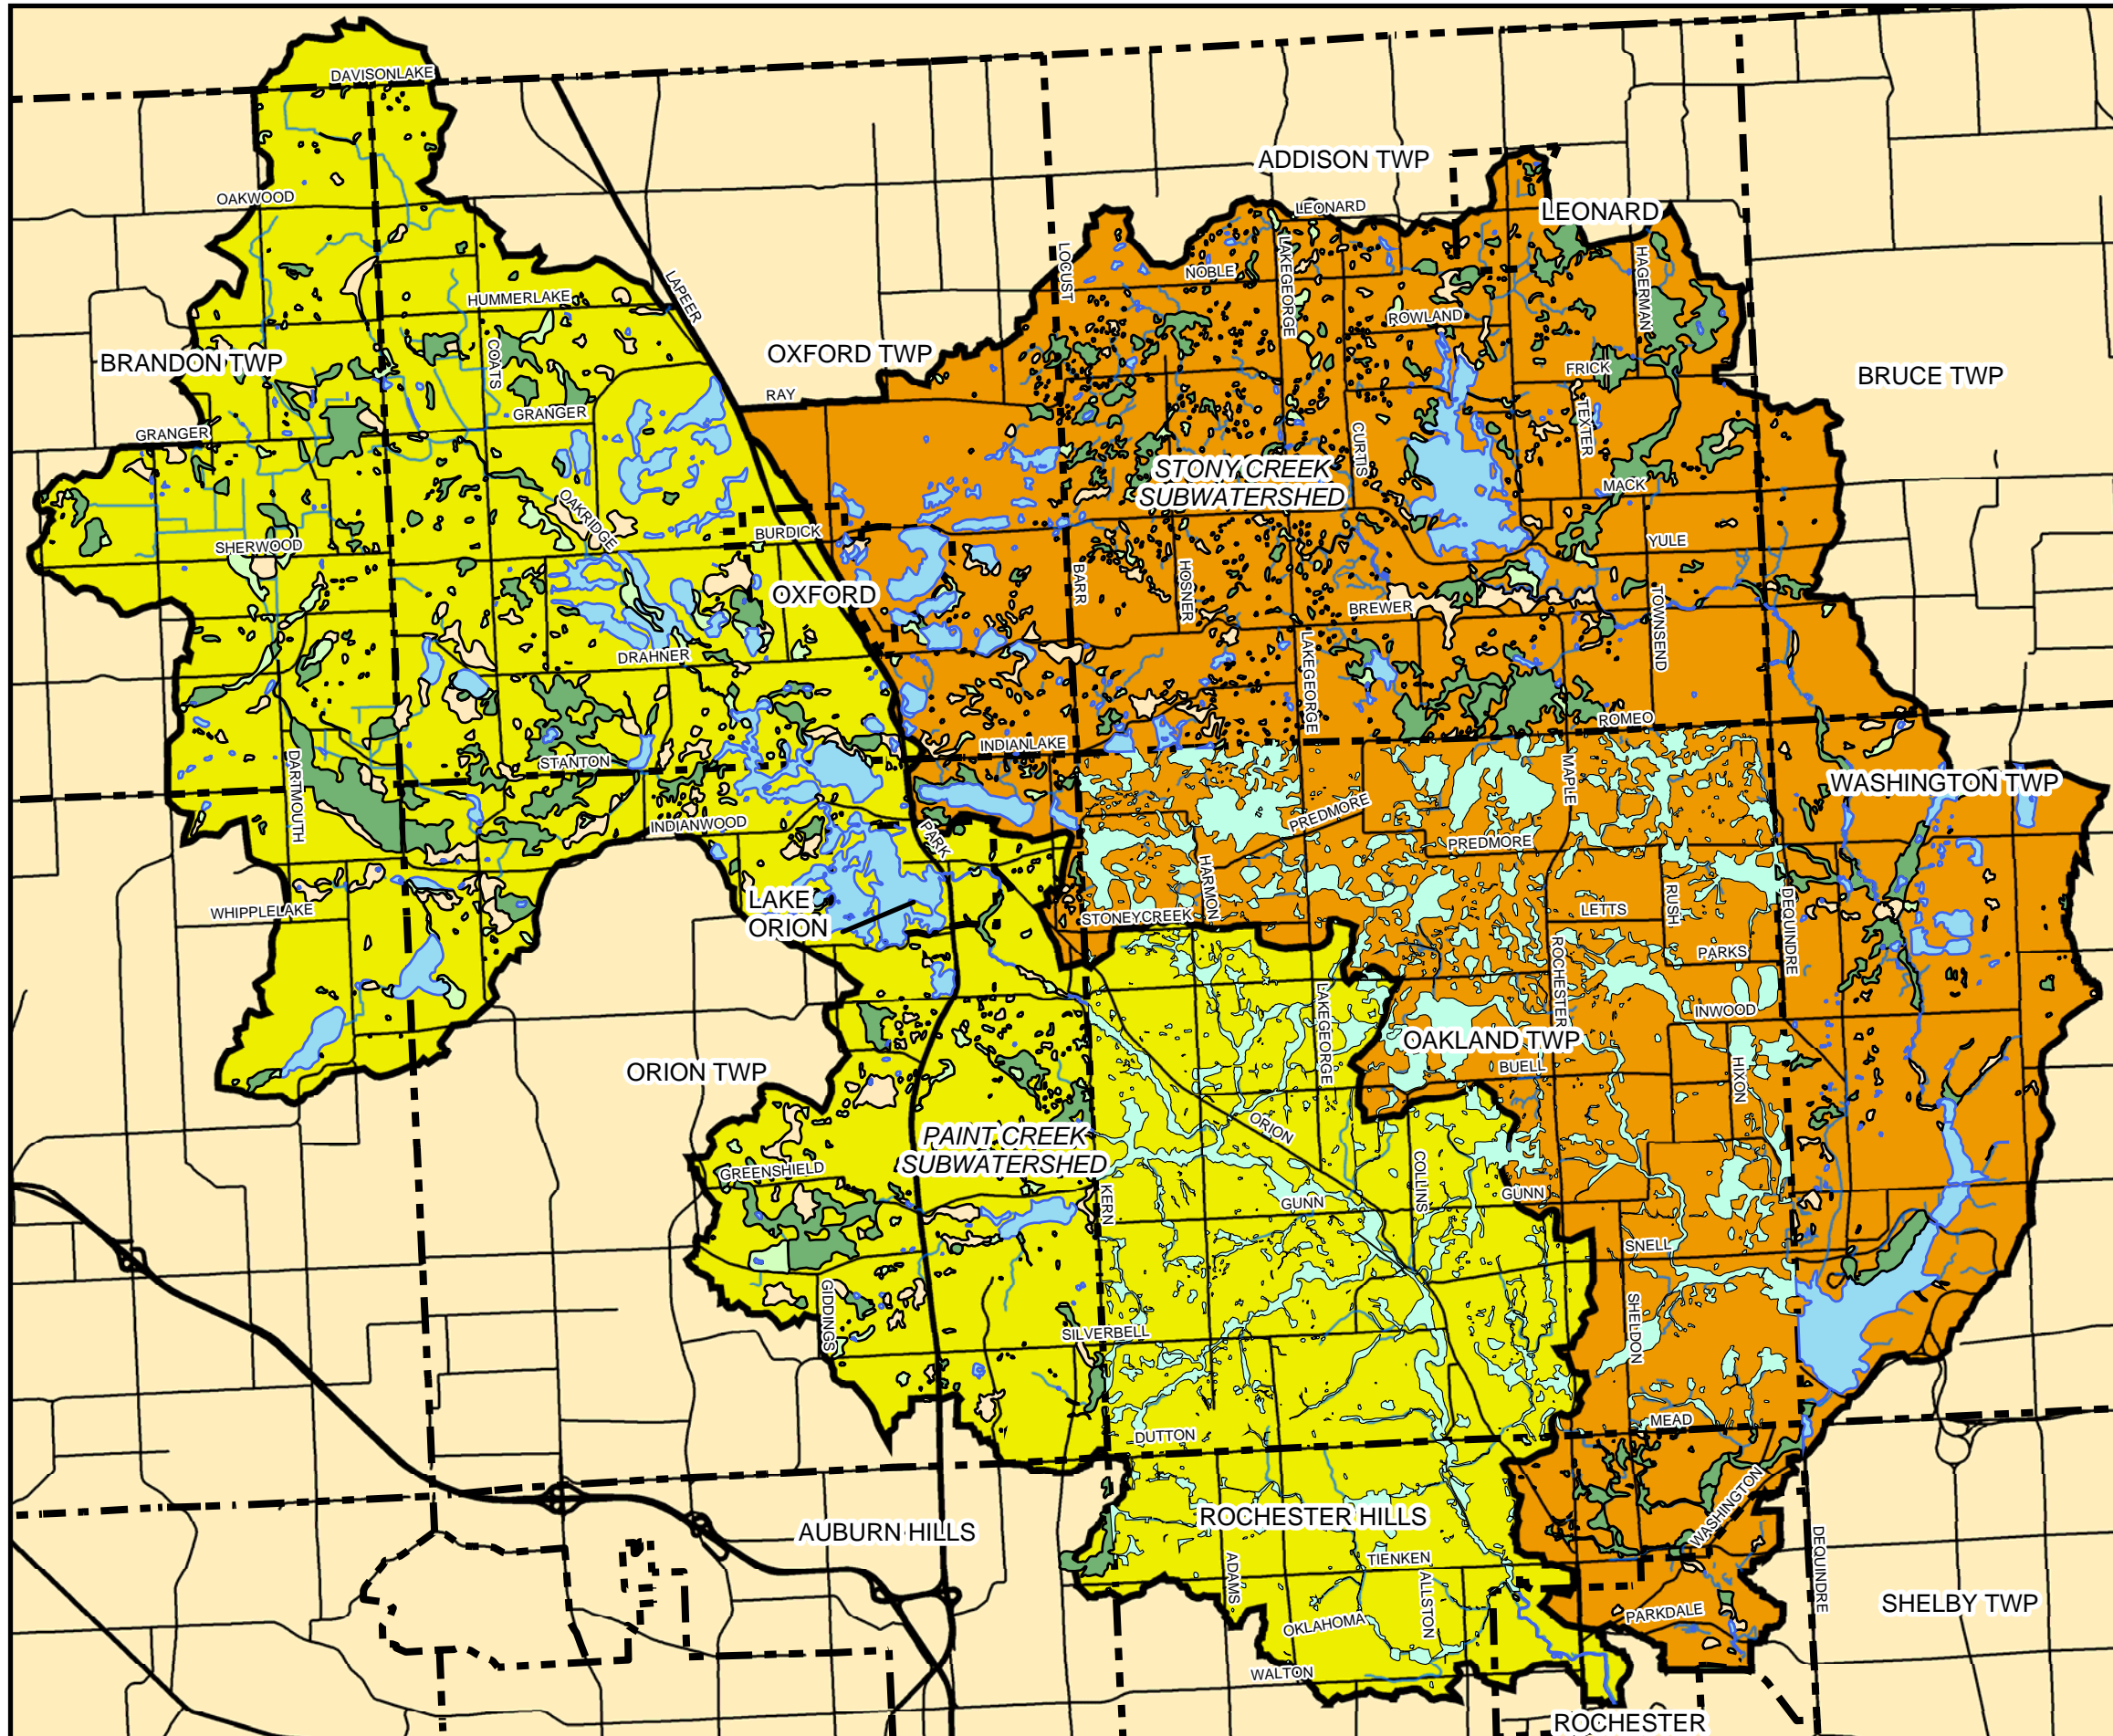 DAVISONLAKE
ADDISON TWP
OAKWOOD
LEONARD
LEONARD
LOCUST
LAKEGEORGE
HAGERMAN
NOBLE
LAPEER
HUMMERLAKE
ROWLAND
COATS
BRANDON TWP
OXFORD TWP
FRICK
BRUCE TWP
RAY
TEXTER
GRANGER
GRANGER
CURTIS
STONY CREEK
SUBWATERSHED
MACK
OAKRIDGE
BURDICK
SHERWOOD
YULE
BARR
HOSNER
OXFORD
BREWER
TOWNSEND
LAKEGEORGE
DRAHNER
ROMEO
INDIANLAKE
STANTON
DARTMOUTH
MAPLE
WASHINGTON TWP
PREDMORE
INDIANWOOD
PARK
PREDMORE
HARMON
LAKE
ORION
WHIPPLELAKE
STONEYCREEK
LETTS
RUSH
DEQUINDRE
PARKS
ROCHESTER
LAKEGEORGE
INWOOD
OAKLAND TWP
ORION TWP
BUELL
HIXON
ORION
PAINT CREEK
SUBWATERSHED
GREENSHIELD
COLLINS
KERN
GUNN
GUNN
SNELL
GIDDINGS
SILVERBELL
SHELDON
MEAD
DUTTON
WASHINGTON
ROCHESTER HILLS
AUBURN HILLS
DEQUINDRE
TIENKEN
ADAMS
ALLSTON
SHELBY TWP
PARKDALE
OKLAHOMA
WALTON
ROCHESTER